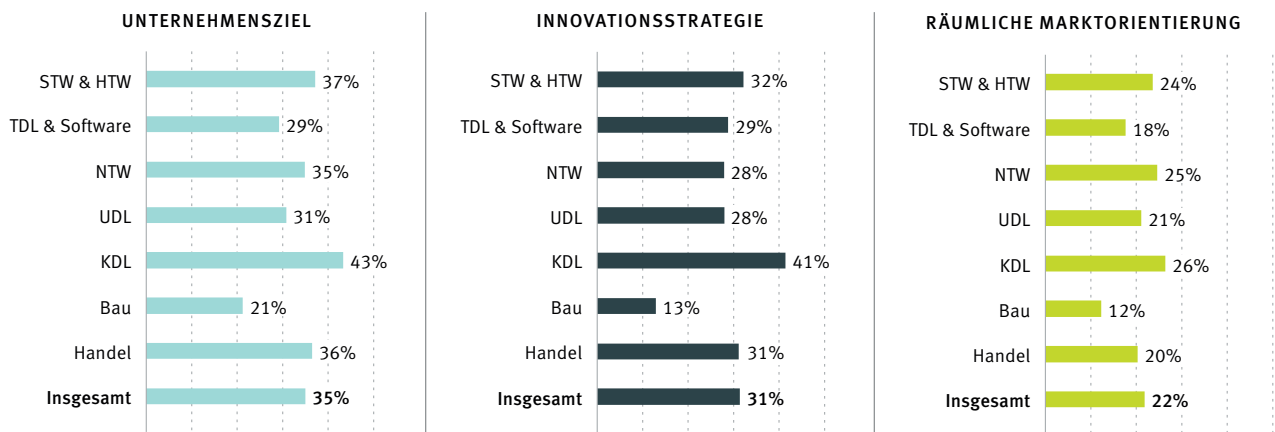 UNTERNEHMENSZIEL
STW & HTW 37%
TDL & Software 29%
NTW 35%
UDL 31%
KDL 43%
Bau 21%
Handel 36%
Insgesamt 35%
INNOVATIONSSTRATEGIE
STW & HTW 32%
TDL & Software 29%
NTW 28%
UDL 28%
KDL 41%
Bau 13%
Handel 31%
Insgesamt 31%
RÄUMLICHE MARKTORIENTIERUNG
STW & HTW 24%
TDL & Software 18%
NTW 25%
UDL 21%
KDL 26%
Bau 12%
Handel 20%
Insgesamt 22%